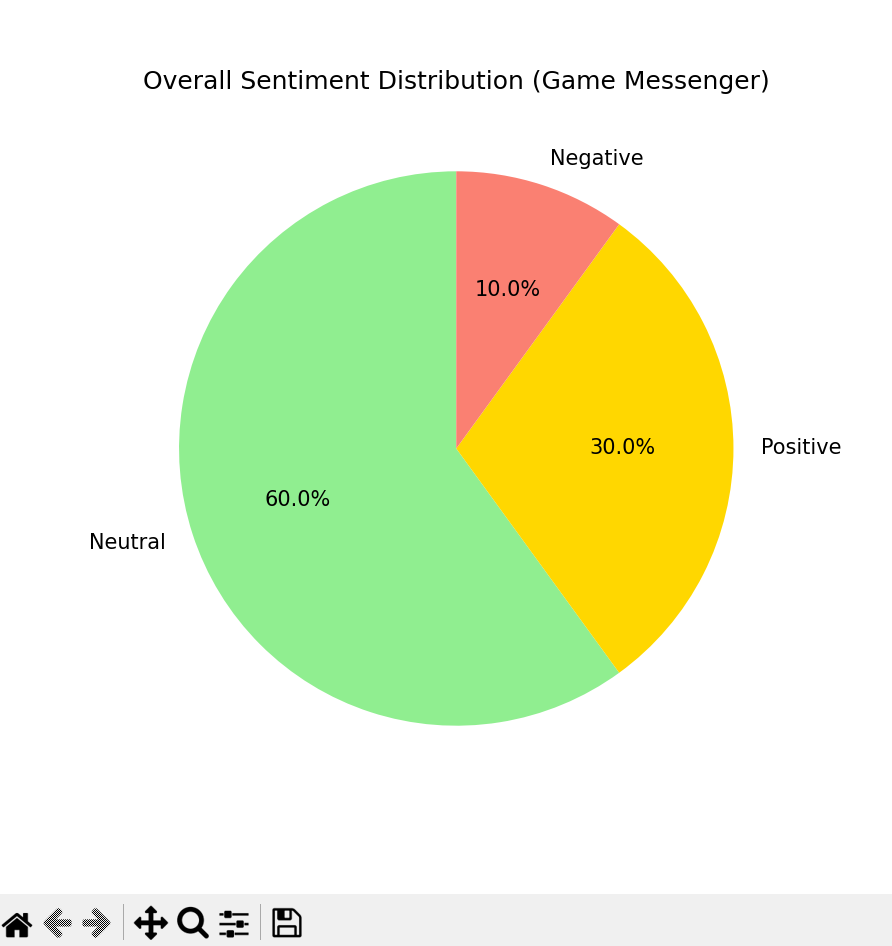 Overall Sentiment Distribution (Game Messenger)
Negative
10.0%
30.0%
Positive
60.0%
Neutral